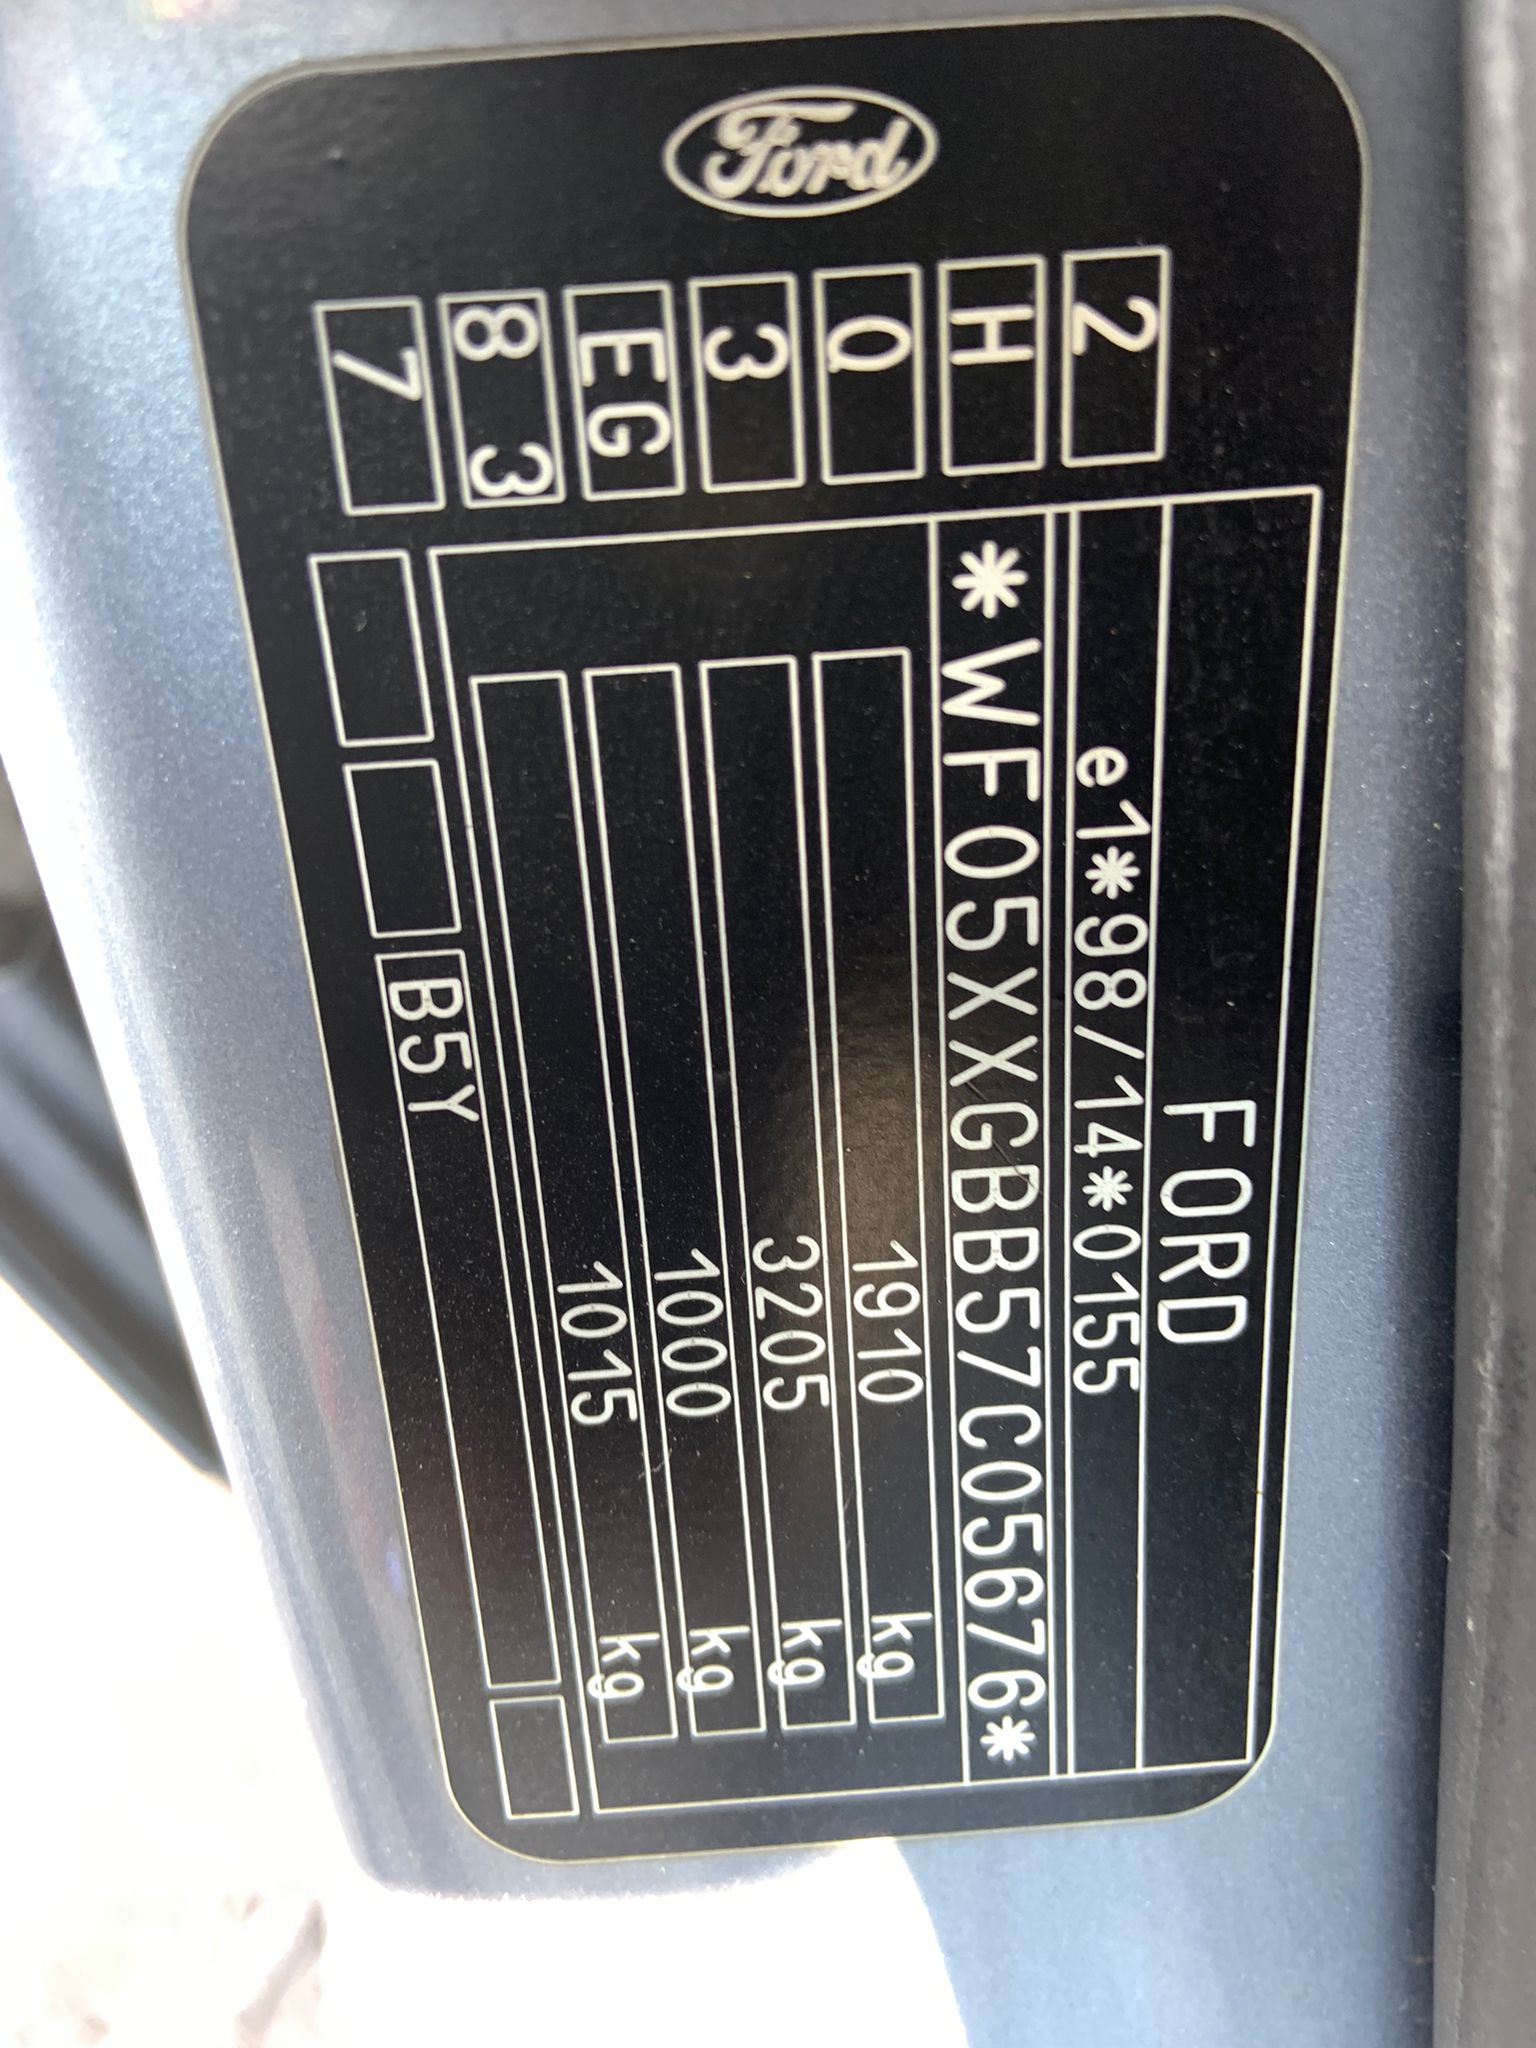 Ford
FORD
2
e1*98/14*0155
H
*WF05XXGBB57C05676*
Q
1910 kg
3
3205 kg
EG
1000 kg
8 3
1015 kg
7
B5Y